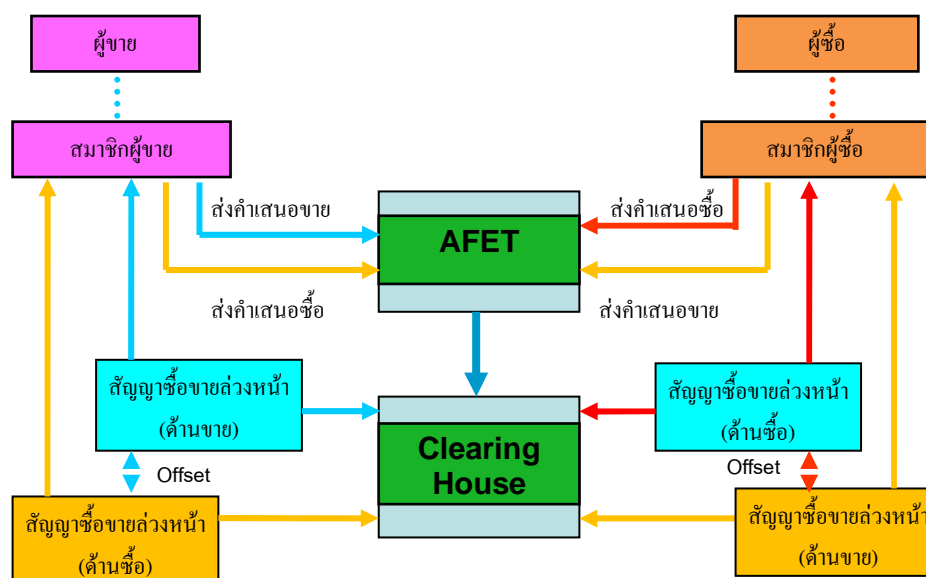 ผู้ขาย
ผู้ซื้อ
สมาชิกผู้ขาย
สมาชิกผู้ซื้อ
ส่งคำเสนอขาย
AFET
ส่งคำเสนอซื้อ
ส่งคำเสนอซื้อ
ส่งคำเสนอขาย
สัญญาซื้อขายล่วงหน้า
(ด้านขาย)
Clearing
House
สัญญาซื้อขายล่วงหน้า
(ด้านซื้อ)
Offset
Offset
สัญญาซื้อขายล่วงหน้า
(ด้านซื้อ)
สัญญาซื้อขายล่วงหน้า
(ด้านขาย)